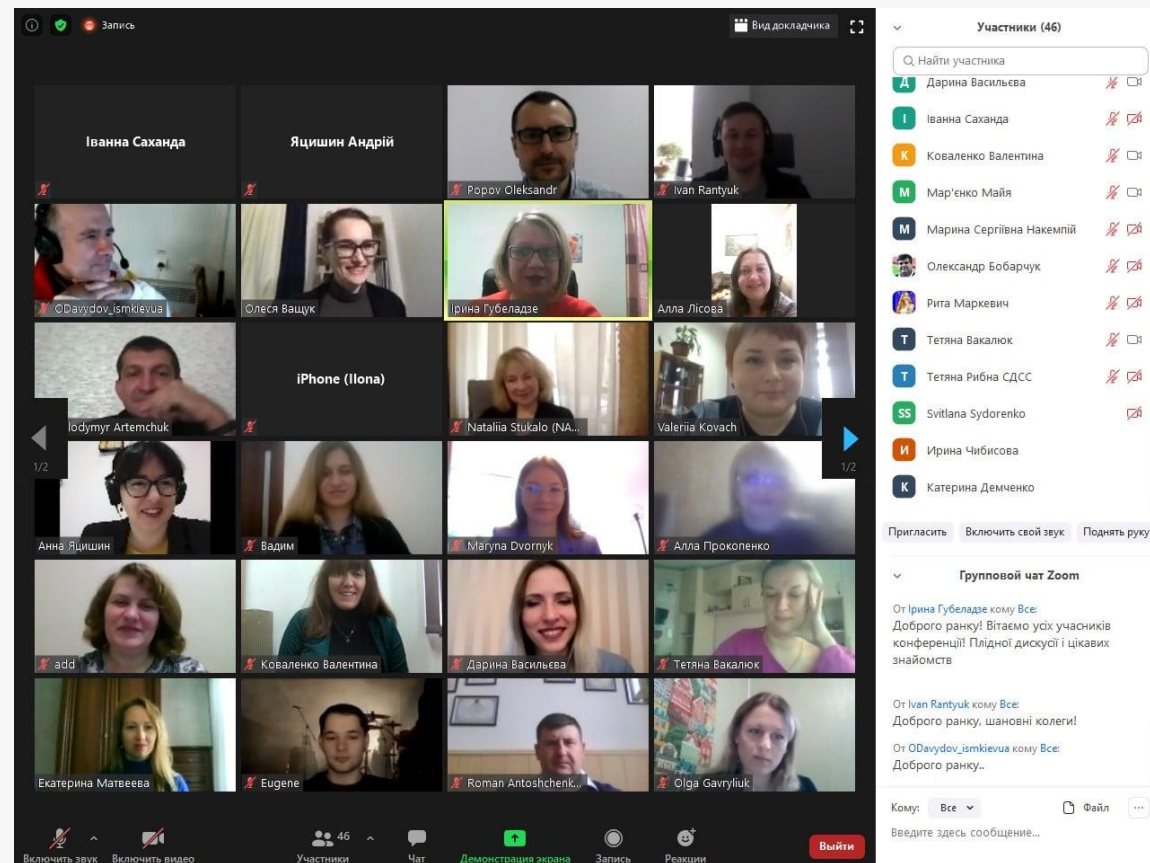 Запись
Вид докладчика
Іванна Саханда
Яцишин Андрій
Popov Oleksandr
Ivan Rantyuk
ODavydov_ismkievua
Олеся Ващук
Ірина Губеладзе
Алла Лісова
lodymyr Artemchuk
iPhone (Ilona)
Nataliia Stukalo (NA...
Valeriia Kovach
1/2
1/2
Анна Яцишин
Вадим
Maryna Dvornyk
Алла Прокопенко
add
Коваленко Валентина
Дарина Васильєва
Тетяна Вакалюк
Екатерина Матвеева
Eugene
Roman Antoshchenk...
Olga Gavryliuk
Включить звук
Включить видео
46
Участники
Чат
Демонстрация экрана
Запись
Реакции
Выйти
Участники (46)
Найти участника
Д Дарина Васильєва
І Іванна Саханда
К Коваленко Валентина
М Мар'єнко Майя
М Марина Сергіївна Накемпій
Олександр Бобарчук
Рита Маркевич
Т Тетяна Вакалюк
Т Тетяна Рибна СДСС
SS Svitlana Sydorenko
И Ирина Чибисова
К Катерина Демченко
Пригласить Включить свой звук Поднять руку
Групповой чат Zoom
От Ірина Губеладзе кому Все:
Доброго ранку! Вітаємо усіх учасників
конференції! Плідної дискусії і цікавих
знайомств
От Ivan Rantyuk кому Все:
Доброго ранку, шановні колеги!
От ODavydov_ismkievua кому Все:
Доброго ранку..
Кому: Все Файл ...
Введите здесь сообщение...